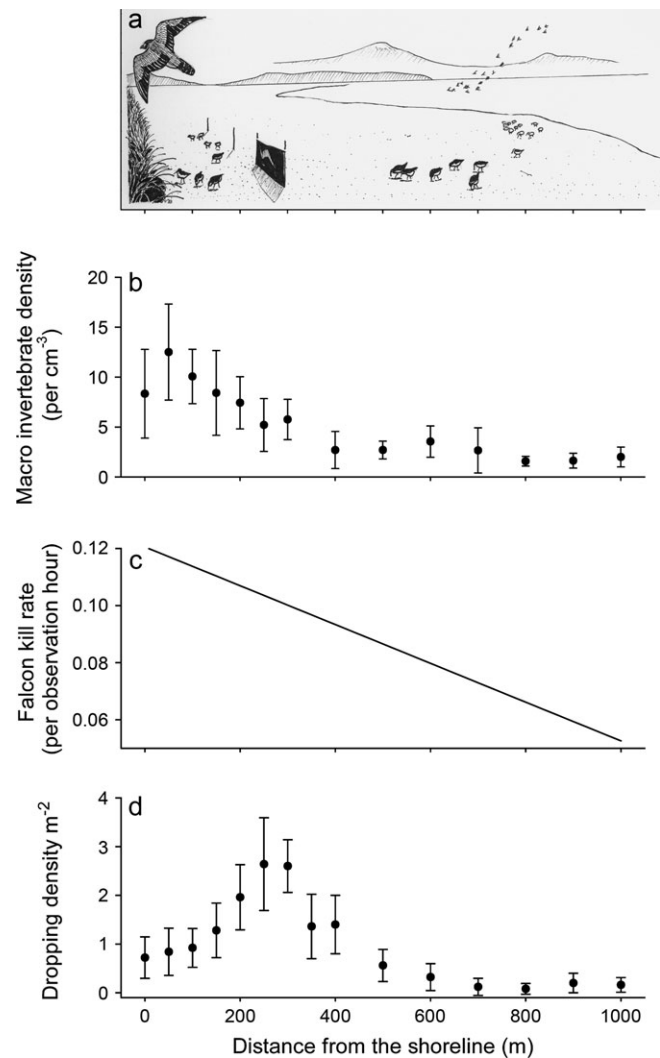 a
b
20
15
10
5
0
Macro invertebrate density
(per cm-3)
c
0.12
0.10
0.08
0.06
Falcon kill rate
(per observation hour)
d
4
3
2
1
0
Dropping density m-2
0 200 400 600 800 1000
Distance from the shoreline (m)